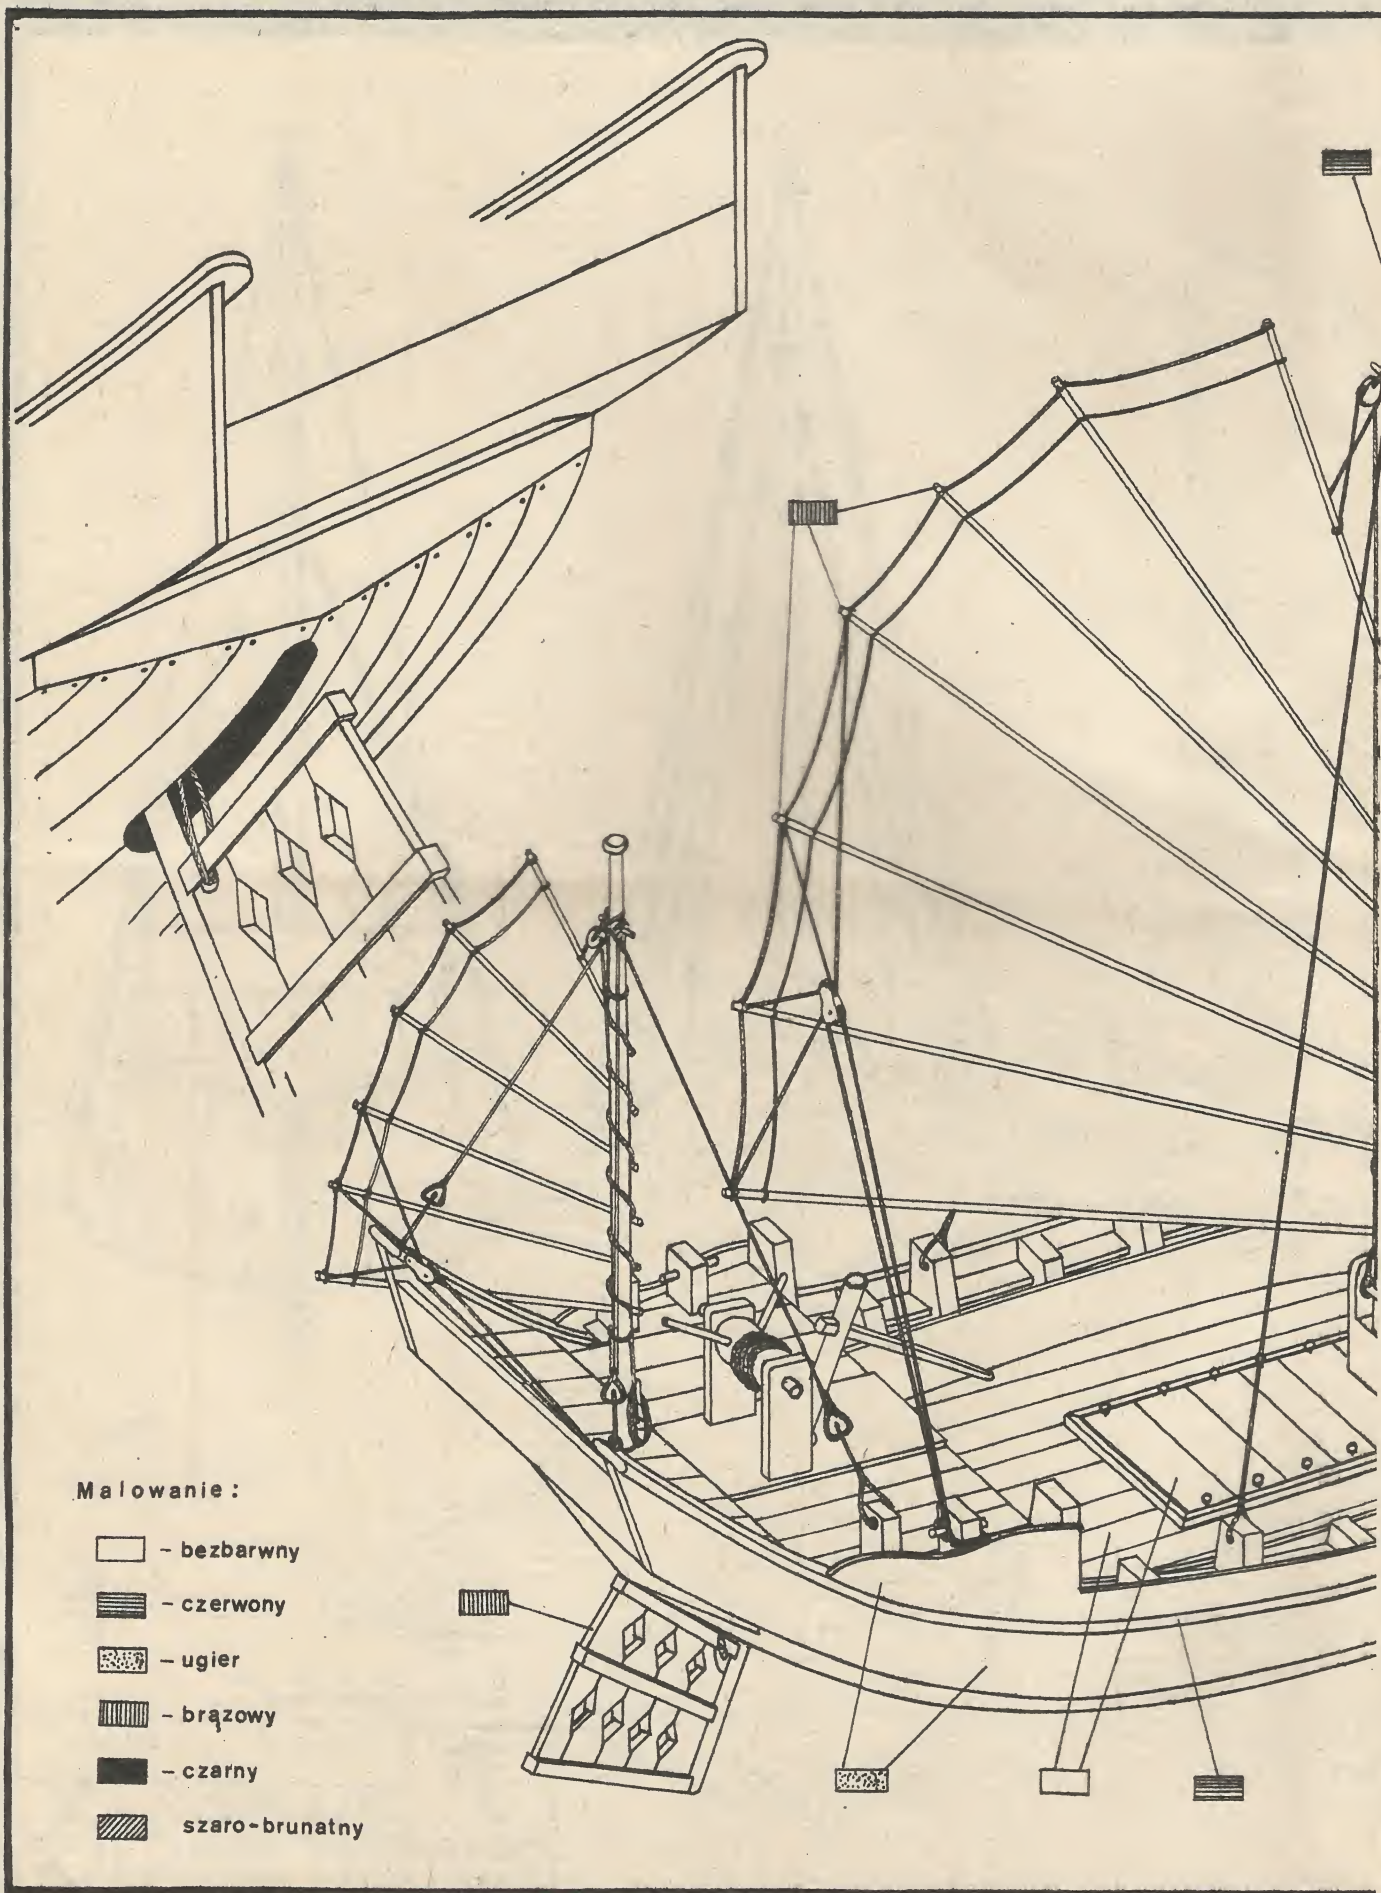 Malowanie:
- bezbarwny
- czerwony
- ugier
- brązowy
- czarny
szaro-brunatny